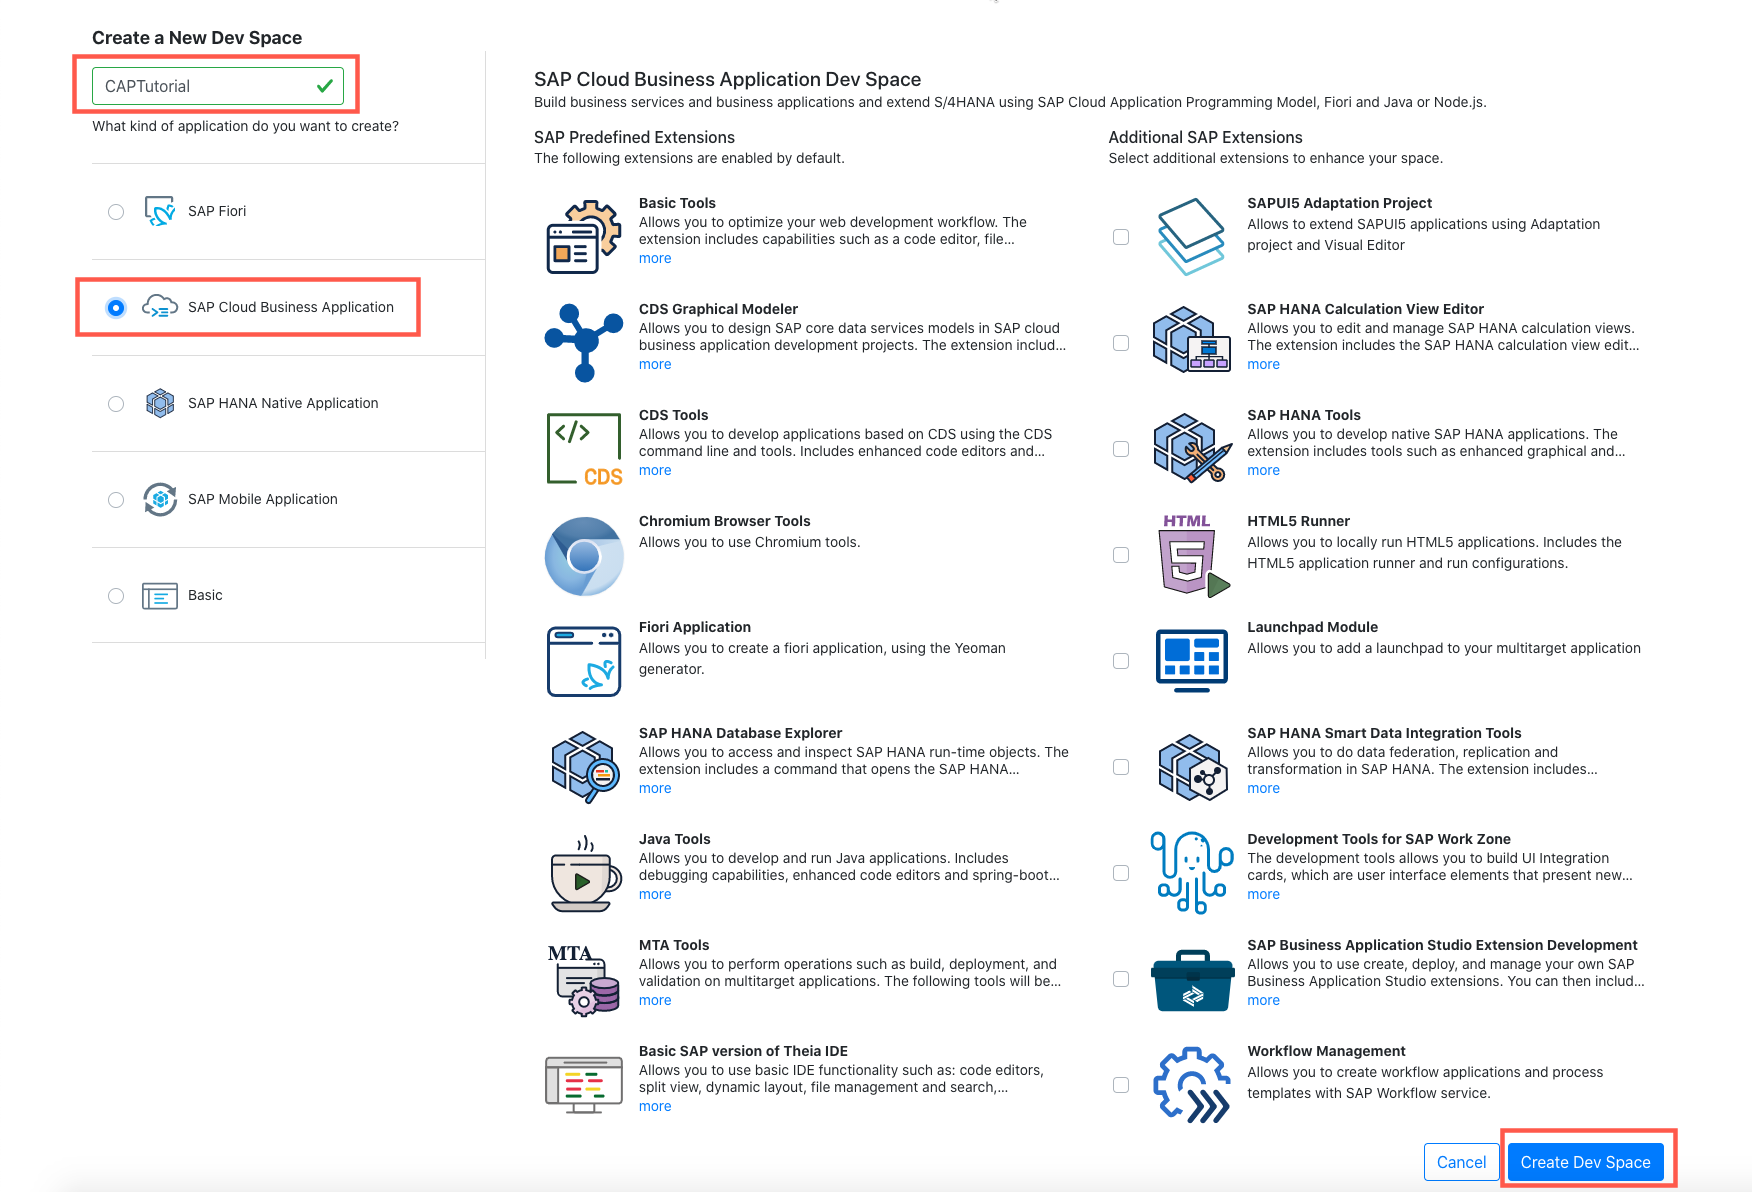 Create a New Dev Space
CAPTutorial
What kind of application do you want to create?
SAP Fiori
SAP Cloud Business Application
SAP HANA Native Application
SAP Mobile Application
Basic
SAP Cloud Business Application Dev Space
Build business services and business applications and extend S/4HANA using SAP Cloud Application Programming Model, Fiori and Java or Node.js.
SAP Predefined Extensions
The following extensions are enabled by default.
Basic Tools
Allows you to optimize your web development workflow. The
extension includes capabilities such as a code editor, file...
more
CDS Graphical Modeler
Allows you to design SAP core data services models in SAP cloud
business application development projects. The extension includ...
more
</>
CDS
CDS Tools
Allows you to develop applications based on CDS using the CDS
command line and tools. Includes enhanced code editors and...
more
Chromium Browser Tools
Allows you to use Chromium tools.
Fiori Application
Allows you to create a fiori application, using the Yeoman
generator.
SAP HANA Database Explorer
Allows you to access and inspect SAP HANA run-time objects. The
extension includes a command that opens the SAP HANA...
more
Java Tools
Allows you to develop and run Java applications. Includes
debugging capabilities, enhanced code editors and spring-boot...
more
MTA
MTA Tools
Allows you to perform operations such as build, deployment, and
validation on multitarget applications. The following tools will be...
more
Basic SAP version of Theia IDE
Allows you to use basic IDE functionality such as: code editors,
split view, dynamic layout, file management and search,...
more
Additional SAP Extensions
Select additional extensions to enhance your space.
SAPUI5 Adaptation Project
Allows to extend SAPUI5 applications using Adaptation
project and Visual Editor
SAP HANA Calculation View Editor
Allows you to edit and manage SAP HANA calculation views.
The extension includes the SAP HANA calculation view edit...
more
SAP HANA Tools
Allows you to develop native SAP HANA applications. The
extension includes tools such as enhanced graphical and...
more
HTML
5
HTML5 Runner
Allows you to locally run HTML5 applications. Includes the
HTML5 application runner and run configurations.
Launchpad Module
Allows you to add a launchpad to your multitarget application
SAP HANA Smart Data Integration Tools
Allows you to do data federation, replication and
transformation in SAP HANA. The extension includes...
more
Development Tools for SAP Work Zone
The development tools allows you to build UI Integration
cards, which are user interface elements that present new...
more
SAP Business Application Studio Extension Development
Allows you to use create, deploy, and manage your own SAP
Business Application Studio extensions. You can then includ...
more
Workflow Management
Allows you to create workflow applications and process
templates with SAP Workflow service.
Cancel
Create Dev Space